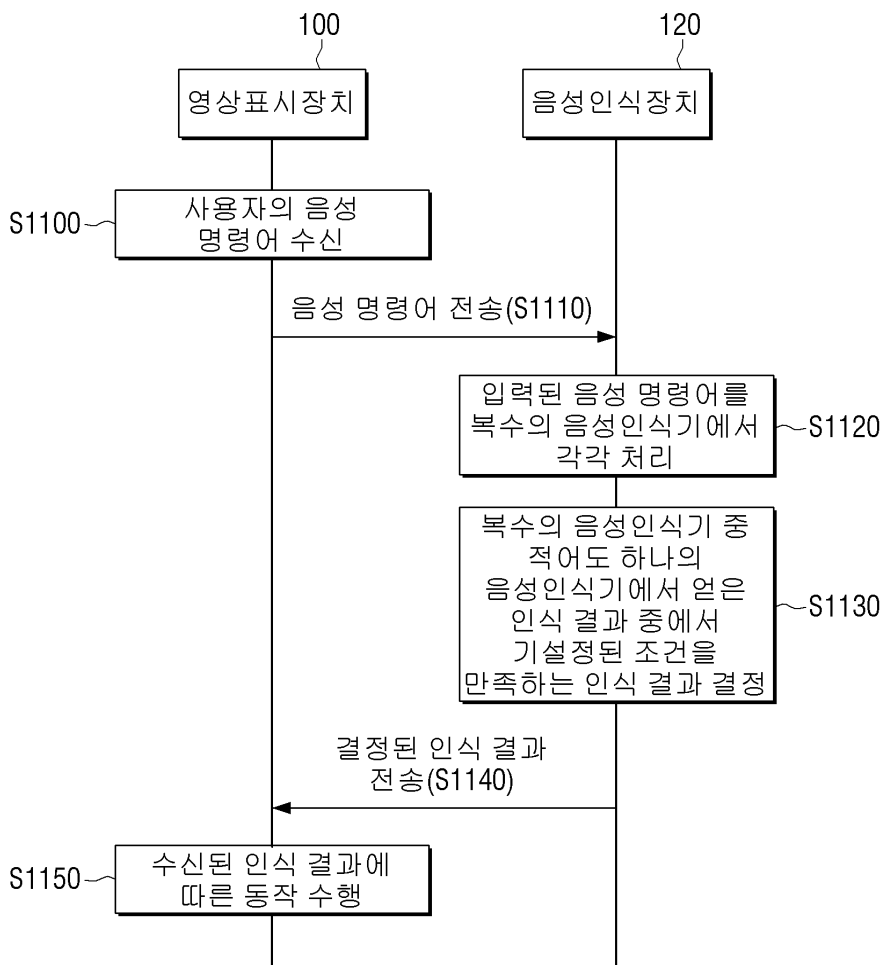 100
120
영상표시장치
음성인식장치
S1100
사용자의 음성
명령어 수신
음성 명령어 전송(S1110)
입력된 음성 명령어를
복수의 음성인식기에서
각각 처리
S1120
복수의 음성인식기 중
적어도 하나의
음성인식기에서 얻은
인식 결과 중에서
기설정된 조건을
만족하는 인식 결과 결정
S1130
결정된 인식 결과
전송(S1140)
S1150
수신된 인식 결과에
따른 동작 수행